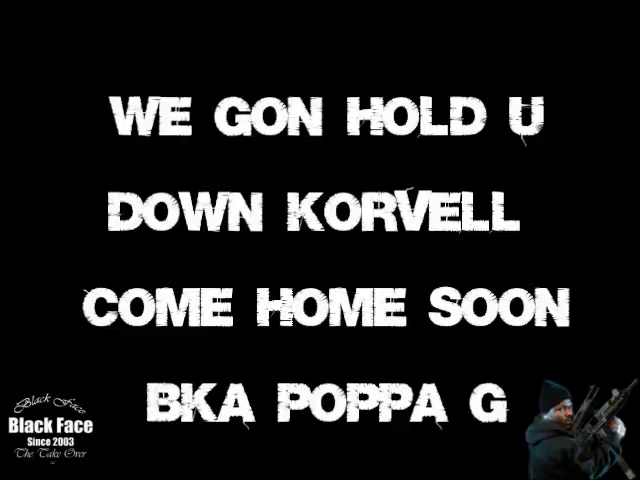 WE GON HOLD U
DOWN KORVELL
COME HOME SOON
BKA POPPA G
Black Face
Black Face
Since 2003
The Take Over